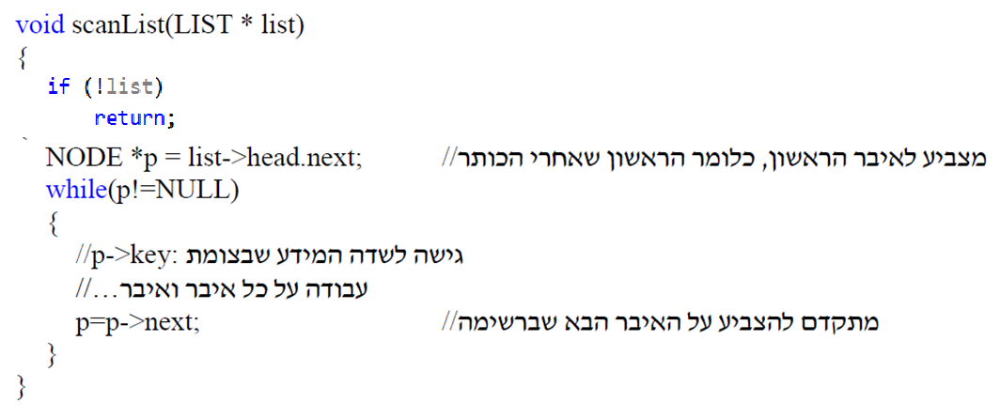 void scanList(LIST * list)
{
if (!list)
return;
` NODE *p = list->head.next; //מצביע לאיבר הראשון, כלומר הראשון שאחרי הכותר
while(p!=NULL)
{
//p->key: גישה לשדה המידע שבצומת
//…עבודה על כל איבר ואיבר
p=p->next; //מתקדם להצביע על האיבר הבא שברשימה
}
}